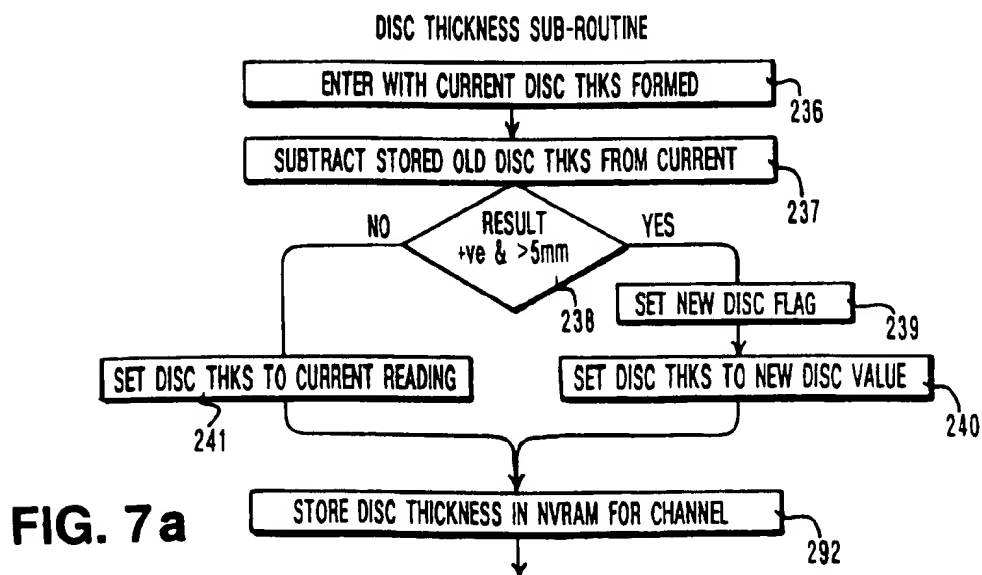 DISC THICKNESS SUB-ROUTINE
ENTER WITH CURRENT DISC THKS FORMED
236
SUBTRACT STORED OLD DISC THKS FROM CURRENT
237
NO
RESULT
+ve & >5mm
YES
238
SET NEW DISC FLAG
239
SET DISC THKS TO CURRENT READING
241
SET DISC THKS TO NEW DISC VALUE
240
STORE DISC THICKNESS IN NVRAM FOR CHANNEL
292
FIG. 7a